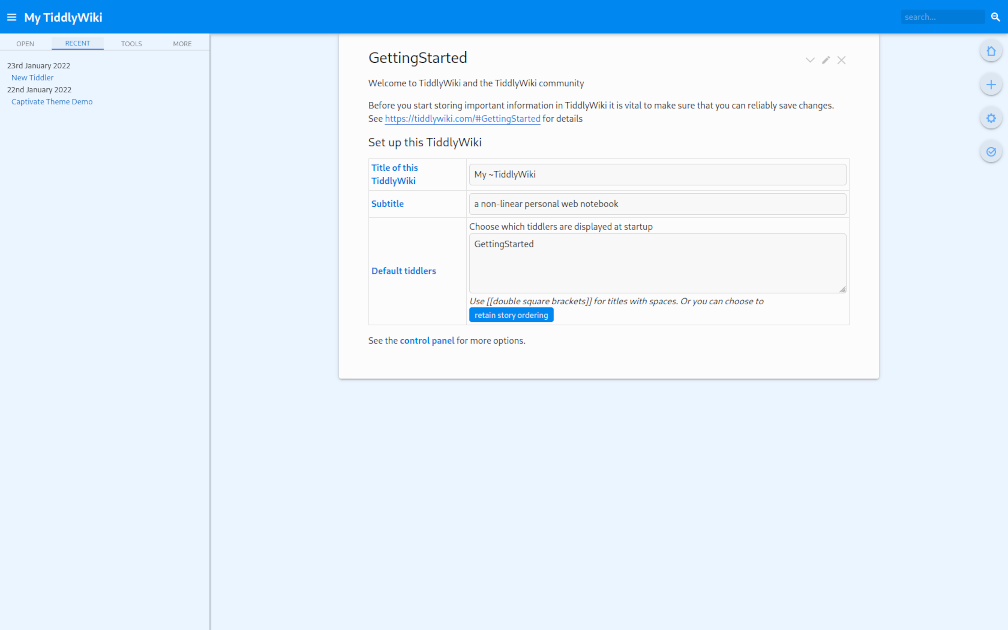 My TiddlyWiki
search...
OPEN
RECENT
TOOLS
MORE
23rd January 2022
New Tiddler
22nd January 2022
Captivate Theme Demo
GettingStarted
Welcome to TiddlyWiki and the TiddlyWiki community
Before you start storing important information in TiddlyWiki it is vital to make sure that you can reliably save changes.
See https://tiddlywiki.com/#GettingStarted for details
Set up this TiddlyWiki
Title of this
TiddlyWiki
My ~TiddlyWiki
Subtitle
a non-linear personal web notebook
Default tiddlers
Choose which tiddlers are displayed at startup
GettingStarted
Use [[double square brackets]] for titles with spaces. Or you can choose to
retain story ordering
See the control panel for more options.